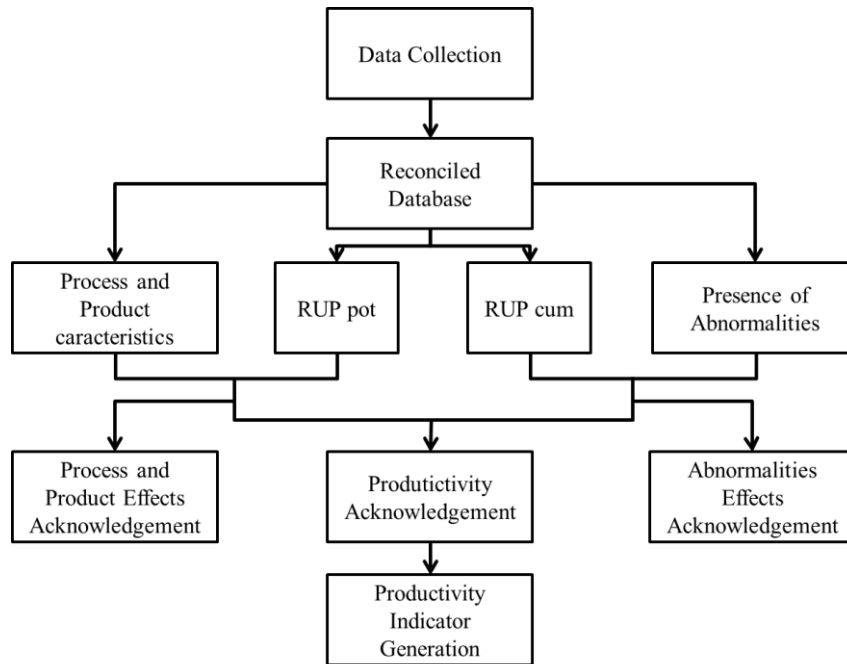 Data Collection
Reconciled
Database
Process and
Product
caracteristics
RUP pot
RUP cum
Presence of
Abnormalities
Process and
Product Effects
Acknowledgement
Produtictivity
Acknowledgement
Abnormalities
Effects
Acknowledgement
Productivity
Indicator
Generation